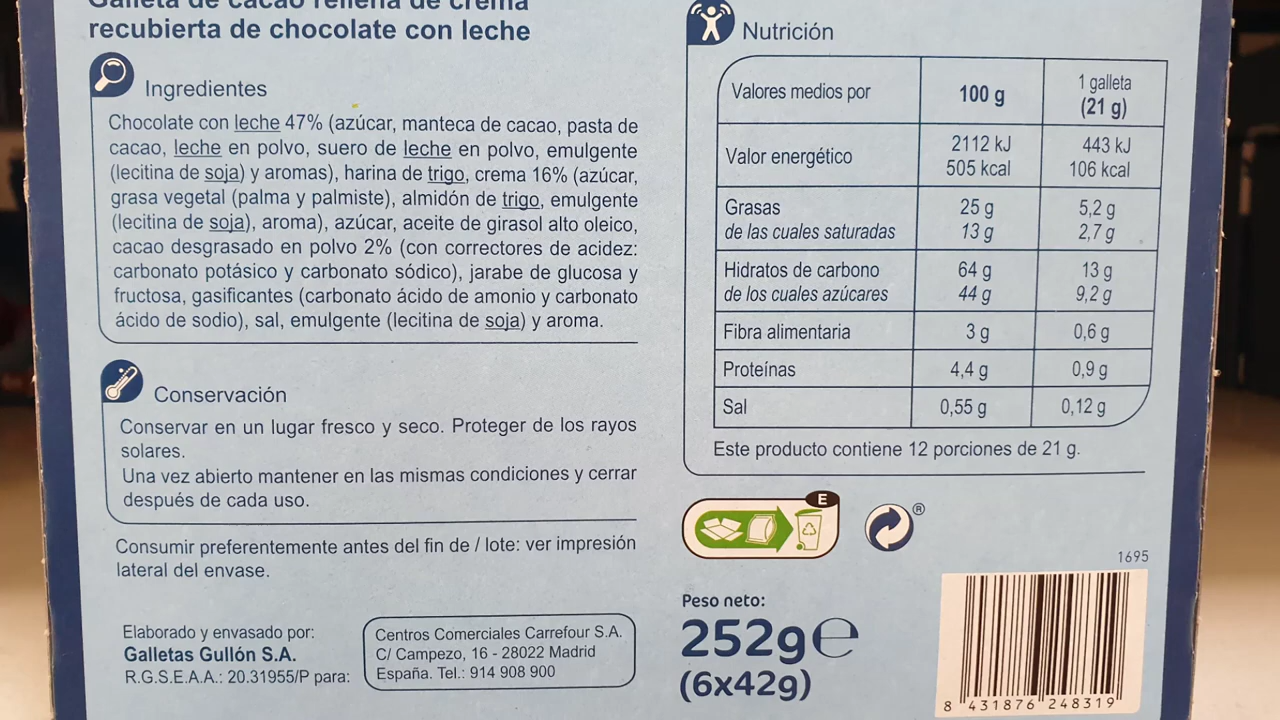 Galleta de cacao rellena de crema
recubierta de chocolate con leche
Ingredientes
Chocolate con leche 47% (azúcar, manteca de cacao, pasta de
cacao, leche en polvo, suero de leche en polvo, emulgente
(lecitina de soja) y aromas), harina de trigo, crema 16% (azúcar,
grasa vegetal (palma y palmiste), almidón de trigo, emulgente
(lecitina de soja), aroma), azúcar, aceite de girasol alto oleico,
cacao desgrasado en polvo 2% (con correctores de acidez:
carbonato potásico y carbonato sódico), jarabe de glucosa y
fructosa, gasificantes (carbonato ácido de amonio y carbonato
ácido de sodio), sal, emulgente (lecitina de soja) y aroma.
Conservación
Conservar en un lugar fresco y seco. Proteger de los rayos
solares.
Una vez abierto mantener en las mismas condiciones y cerrar
después de cada uso.
Consumir preferentemente antes del fin de / lote: ver impresión
lateral del envase.
Elaborado y envasado por:
Galletas Gullón S.A.
R.G.S.E.A.A.: 20.31955/P para:
Centros Comerciales Carrefour S.A.
C/ Campezo, 16 - 28022 Madrid
España. Tel.: 914 908 900
Nutrición
Valores medios por 100 g 1 galleta
(21 g)
Valor energético 2112 kJ 443 kJ
505 kcal 106 kcal
Grasas 25 g 5,2 g
de las cuales saturadas 13 g 2,7 g
Hidratos de carbono 64 g 13 g
de los cuales azúcares 44 g 9,2 g
Fibra alimentaria 3 g 0,6 g
Proteínas 4,4 g 0,9 g
Sal 0,55 g 0,12 g
Este producto contiene 12 porciones de 21 g.
E
®
Peso neto:
252g e
(6x42g)
1695
8 431876 248319